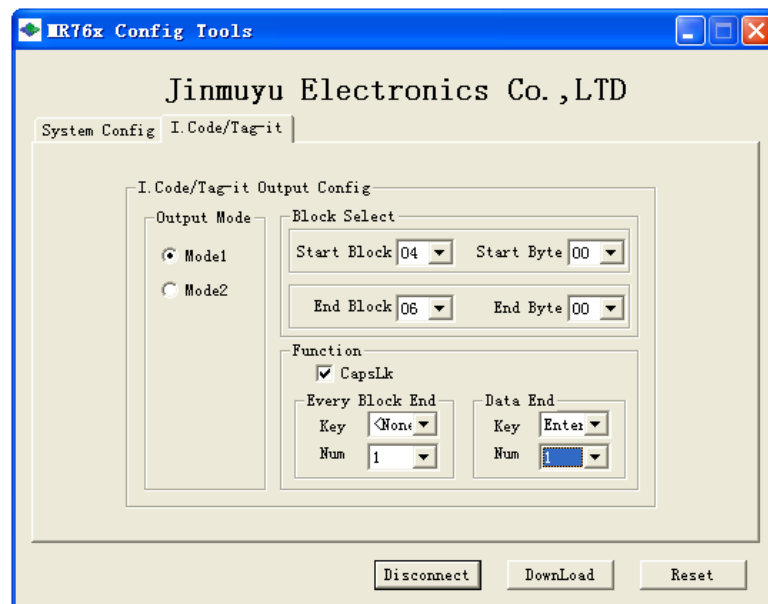 MR76x Config Tools
Jinmuyu Electronics Co.,LTD
System Config
I.Code/Tag-it
I.Code/Tag-it Output Config
Output Mode
Mode1
Mode2
Block Select
Start Block 04 Start Byte 00
End Block 06 End Byte 00
Function
CapsLk
Every Block End
Key <None
Num 1
Data End
Key Enter
Num 1
Disconnect DownLoad Reset